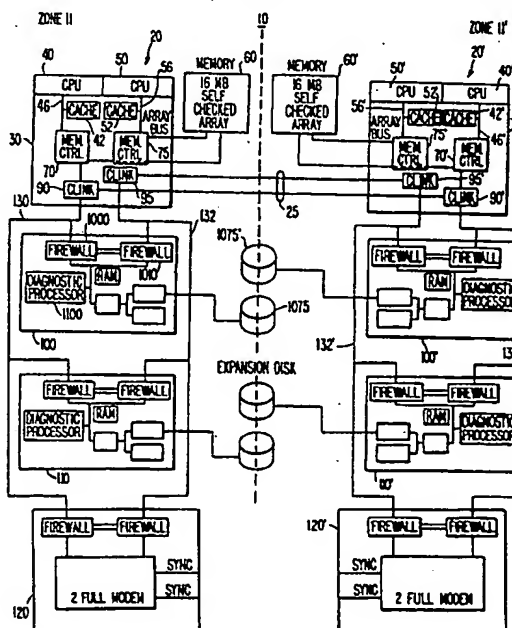 ZONE 11
10
ZONE 11'
20
50
56
40
MEMORY
60
MEMORY
60'
50'
20'
40'
CPU
CPU
52
46
CACHE
CACHE
42
52
ARRAY
BUS
16 MB
SELF
CHECKED
ARRAY
16 MB
SELF
CHECKED
ARRAY
CPU
CPU
56'
CACHE
CACHE
42'
46'
ARRAY
BUS
75'
70'
30
MEM
CTRL
MEM
CTRL
75
70
MEM
CTRL
MEM
CTRL
90
CLINK
CLINK
95
25
CLINK
95'
CLINK
90'
130
1000
132
FIREWALL
FIREWALL
1010
RAM
DIAGNOSTIC
PROCESSOR
1100
100
1075'
1075
FIREWALL
FIREWALL
RAM
DIAGNOSTIC
PROCESSOR
132'
100'
EXPANSION DISK
FIREWALL
FIREWALL
RAM
DIAGNOSTIC
PROCESSOR
110
FIREWALL
FIREWALL
RAM
DIAGNOSTIC
PROCESSOR
110'
FIREWALL
FIREWALL
2 FULL MODEM
SYNC
SYNC
120
120'
FIREWALL
FIREWALL
SYNC
SYNC
2 FULL MODEM